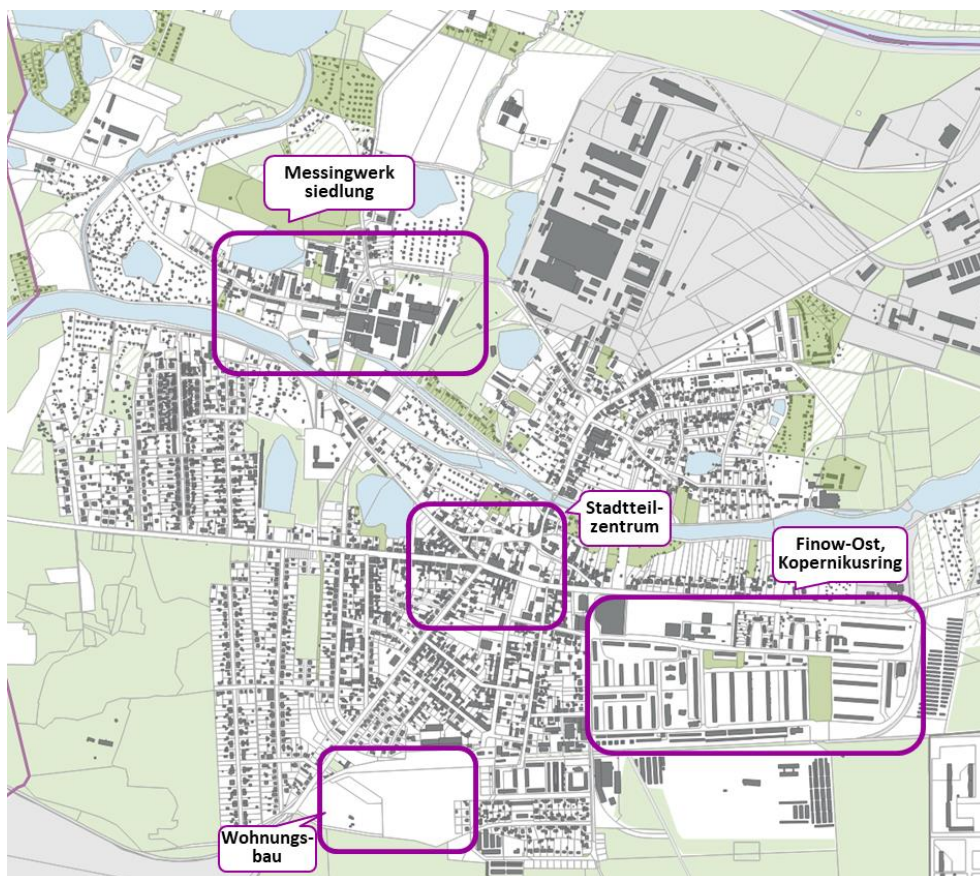 Messingwerk
siedlung
Stadtteil-
zentrum
Finow-Ost,
Kopernikusring
Wohnungs-
bau